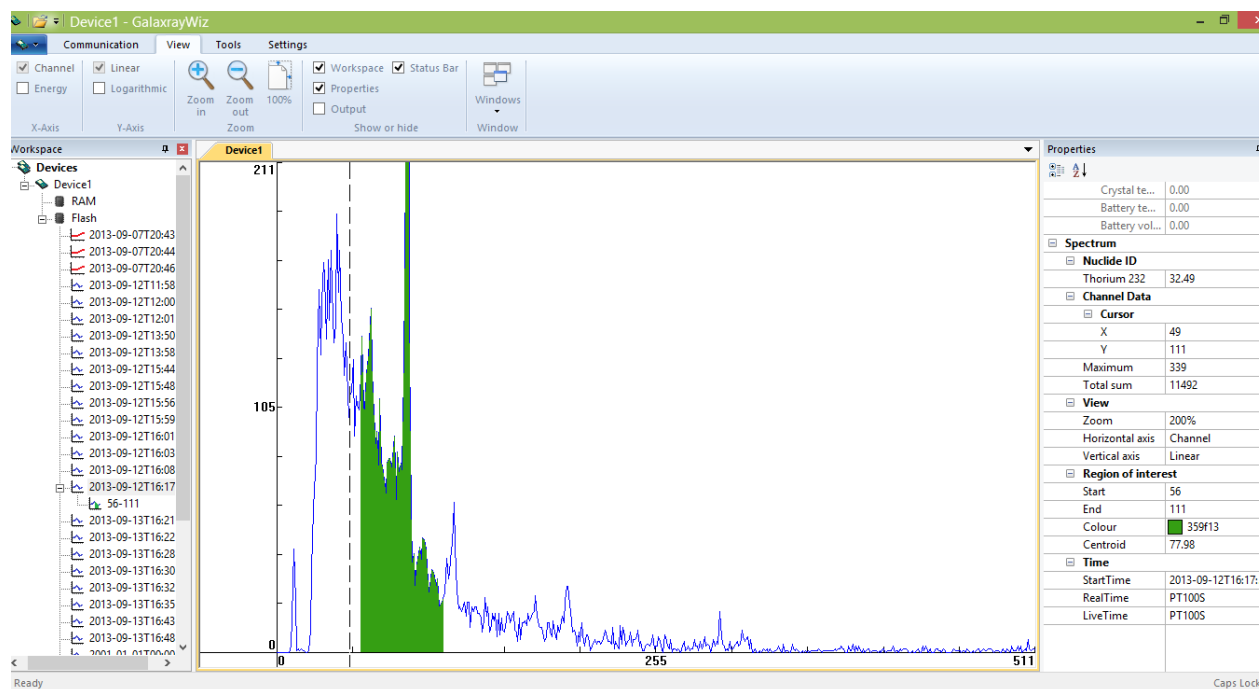 Device1 - GalaxrayWiz
Communication View Tools Settings
Channel Linear Workspace Status Bar
Energy Logarithmic Properties
Output
Zoom in Zoom out 100% Windows
X-Axis Y-Axis Zoom Show or hide Window
Workspace
Devices
Device1
RAM
Flash
2013-09-07T20:43
2013-09-07T20:44
2013-09-07T20:46
2013-09-12T11:58
2013-09-12T12:00
2013-09-12T12:01
2013-09-12T13:50
2013-09-12T13:58
2013-09-12T15:44
2013-09-12T15:48
2013-09-12T15:56
2013-09-12T15:59
2013-09-12T16:01
2013-09-12T16:03
2013-09-12T16:08
2013-09-12T16:17
56-111
2013-09-13T16:21
2013-09-13T16:22
2013-09-13T16:28
2013-09-13T16:30
2013-09-13T16:32
2013-09-13T16:35
2013-09-13T16:43
2013-09-13T16:48
2001-01-01T00:00
Device1
211
105
0
0 255 511
Properties
Crystal te... 0.00
Battery te... 0.00
Battery vol... 0.00
Spectrum
Nuclide ID
Thorium 232 32.49
Channel Data
Cursor
X 49
Y 111
Maximum 339
Total sum 11492
View
Zoom 200%
Horizontal axis Channel
Vertical axis Linear
Region of interest
Start 56
End 111
Colour 359f13
Centroid 77.98
Time
StartTime 2013-09-12T16:17:
RealTime PT100S
LiveTime PT100S
Ready Caps Lock